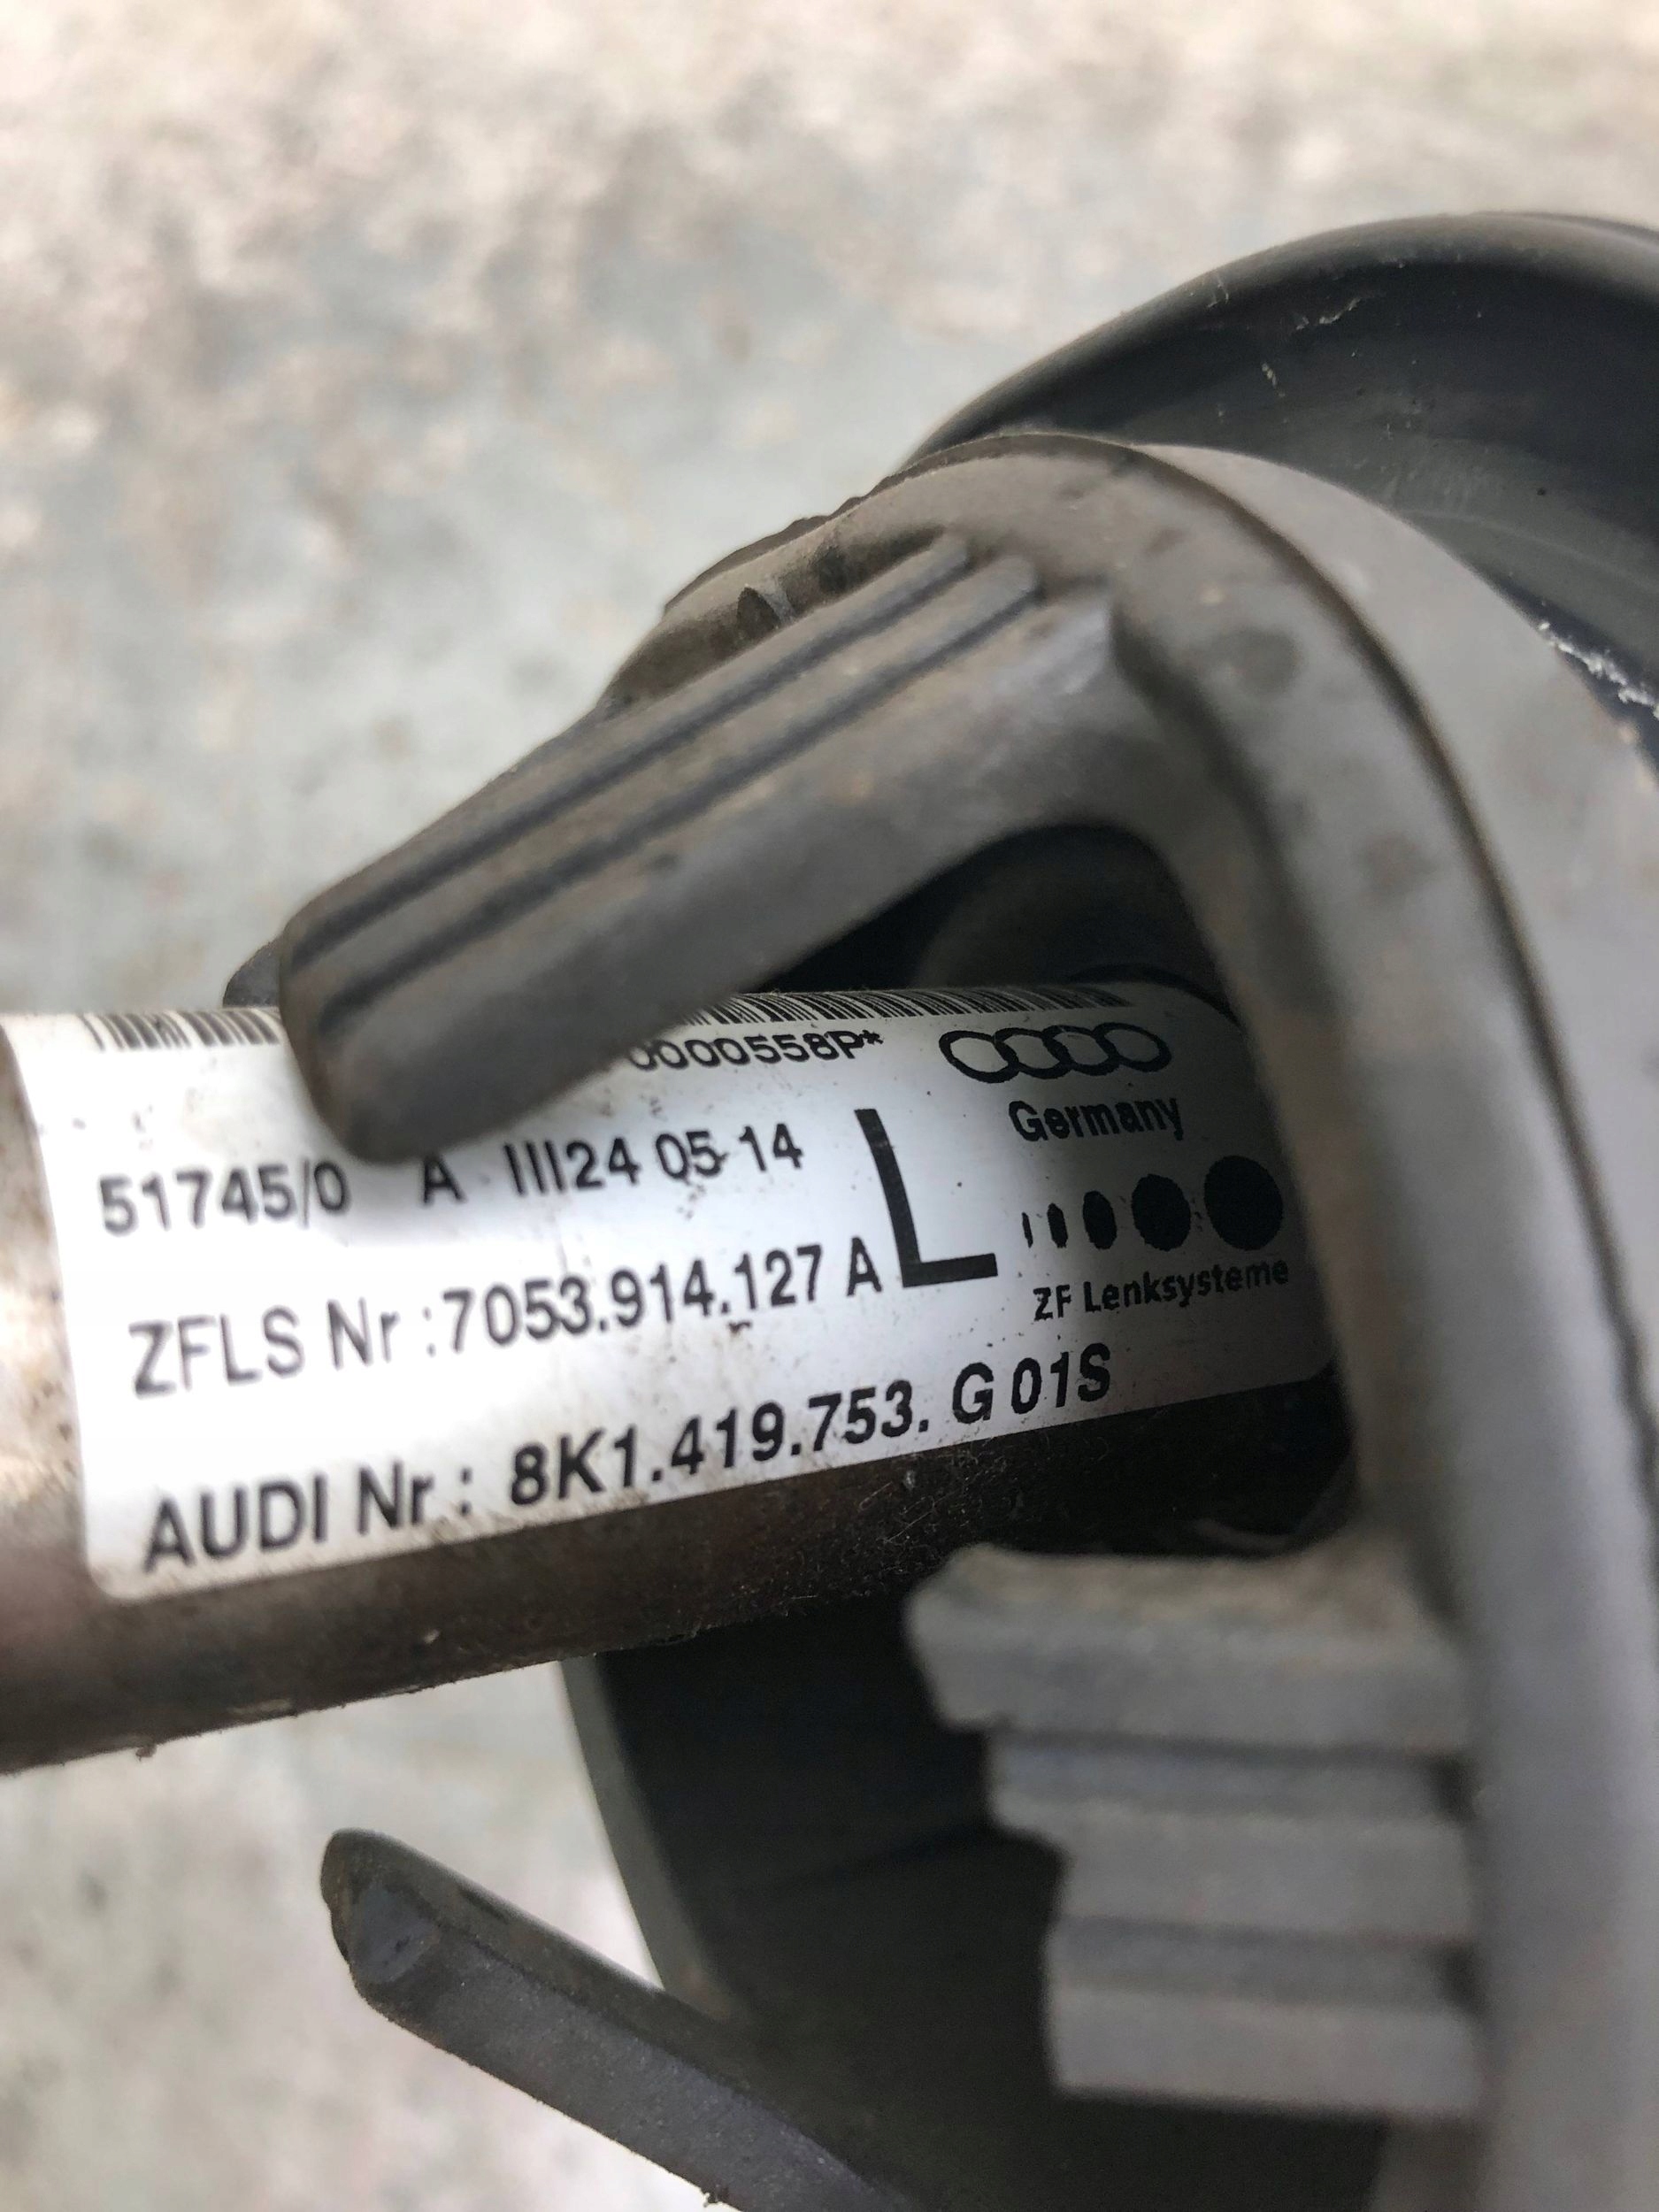 0000558P*
Germany
51745/0 A III24 05 14
L
ZFLS Nr :7053.914.127 A
ZF Lenksysteme
AUDI Nr : 8K1.419.753. G 01S